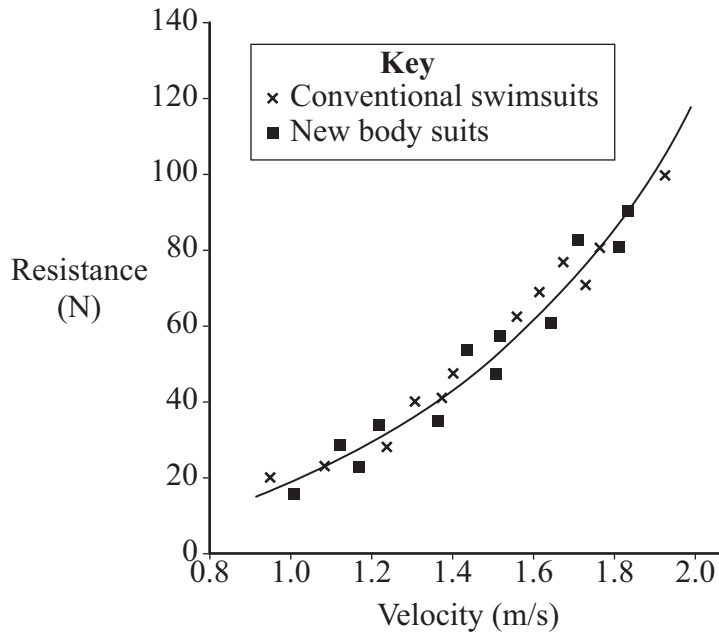 140
120
100
80
60
40
20
0
Resistance
(N)
Key
Conventional swimsuits
New body suits
0.8 1.0 1.2 1.4 1.6 1.8 2.0
Velocity (m/s)